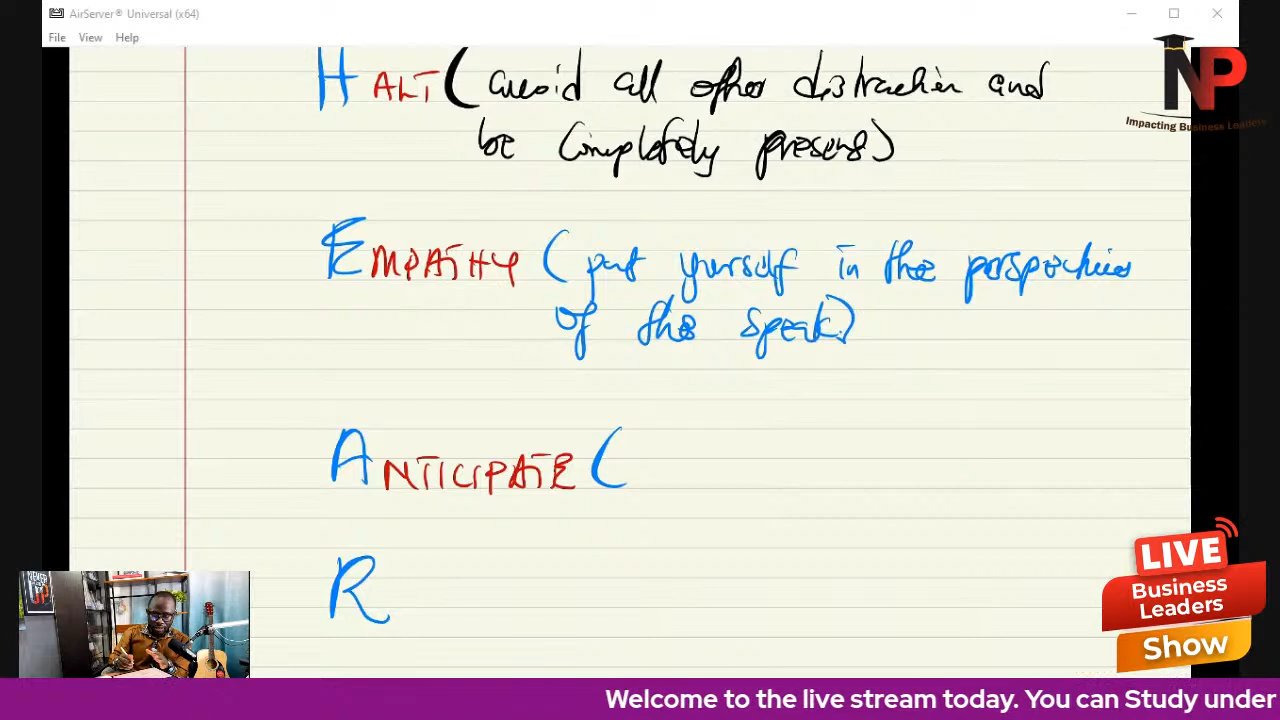 AirServer® Universal (x64)
File View Help
HALT (avoid all other distraction and
be completely present)
NP
Impacting Business Leaders
EMPATHY (put yourself in the perspective
of the speak)
ANTICIPATE (
R
LIVE
Business
Leaders
Show
Welcome to the live stream today. You can Study under